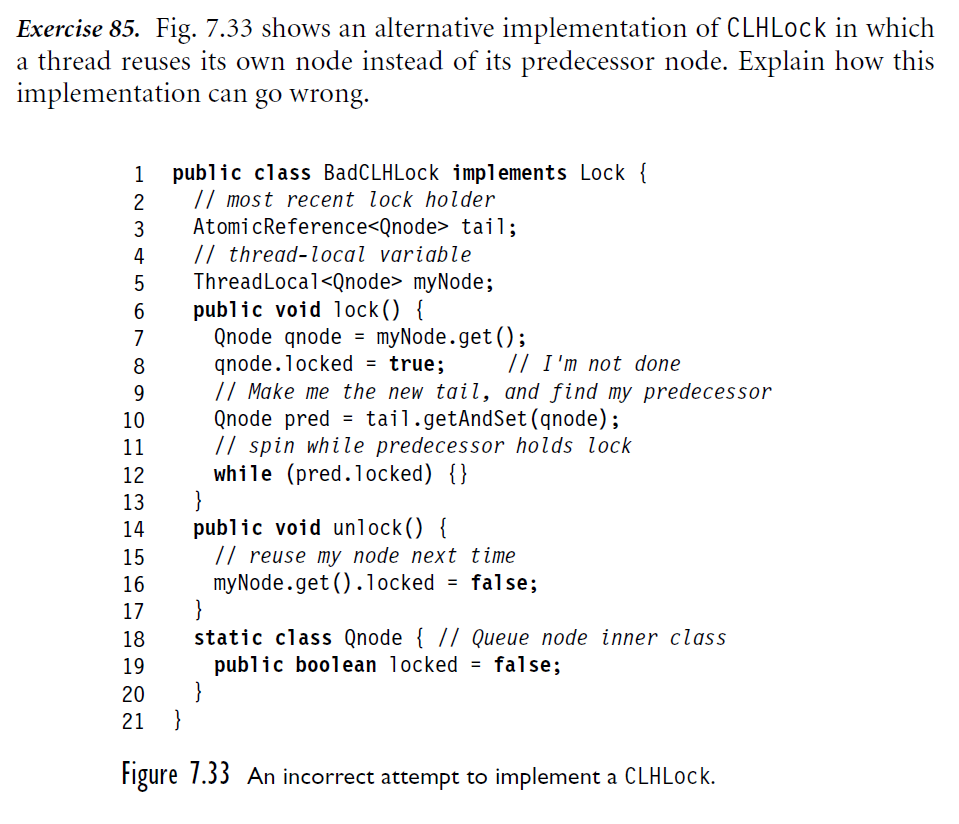 Exercise 85. Fig. 7.33 shows an alternative implementation of CLHLock in which
a thread reuses its own node instead of its predecessor node. Explain how this
implementation can go wrong.
1 public class BadCLHLock implements Lock {
2 // most recent lock holder
3 AtomicReference<Qnode> tail;
4 // thread-local variable
5 ThreadLocal<Qnode> myNode;
6 public void lock() {
7 Qnode qnode = myNode.get();
8 qnode.locked = true; // I'm not done
9 // Make me the new tail, and find my predecessor
10 Qnode pred = tail.getAndSet(qnode);
11 // spin while predecessor holds lock
12 while (pred.locked) {}
13 }
14 public void unlock() {
15 // reuse my node next time
16 myNode.get().locked = false;
17 }
18 static class Qnode { // Queue node inner class
19 public boolean locked = false;
20 }
21 }
Figure 7.33 An incorrect attempt to implement a CLHLock.